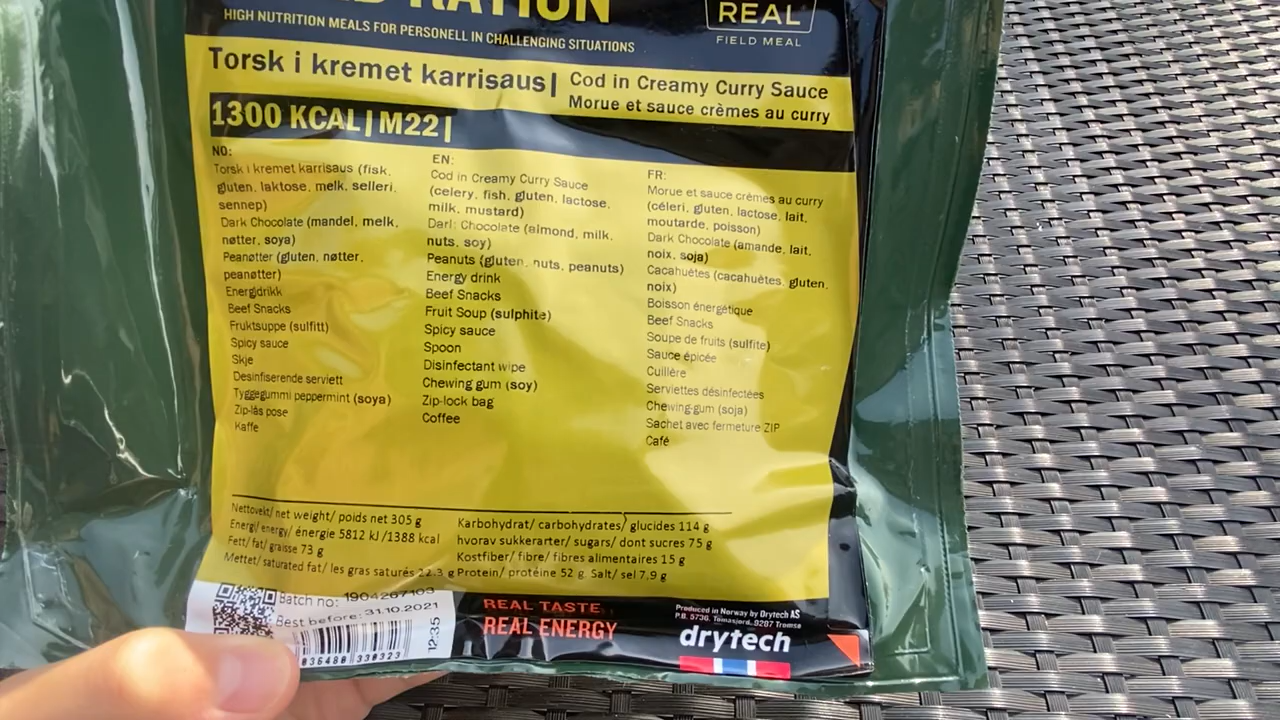 RATION
REAL
FIELD MEAL
HIGH NUTRITION MEALS FOR PERSONELL IN CHALLENGING SITUATIONS
Torsk i kremet karrisaus| Cod in Creamy Curry Sauce
Morue et sauce crèmes au curry
1300 KCAL|M22|
NO:
Torsk i kremet karrisaus (fisk,
gluten, laktose, melk, selleri,
sennep)
Dark Chocolate (mandel, melk,
nøtter, soya)
Peanøtter (gluten, nøtter,
peanøtter)
Energidrikk
Beef Snacks
Fruktsuppe (sulfitt)
Spicy sauce
Skje
Desinfiserende serviett
Tyggegummi peppermint (soya)
Zip-lås pose
Kaffe
EN:
Cod in Creamy Curry Sauce
(celery, fish, gluten, lactose,
milk, mustard)
Dark Chocolate (almond, milk,
nuts, soy)
Peanuts (gluten, nuts, peanuts)
Energy drink
Beef Snacks
Fruit Soup (sulphite)
Spicy sauce
Spoon
Disinfectant wipe
Chewing gum (soy)
Zip-lock bag
Coffee
FR:
Morue et sauce crèmes au curry
(céleri, gluten, lactose, lait,
moutarde, poisson)
Dark Chocolate (amande, lait,
noix, soja)
Cacahuètes (cacahuètes, gluten,
noix)
Boisson énergétique
Beef Snacks
Soupe de fruits (sulfite)
Sauce épicée
Cuillère
Serviettes désinfectées
Chewing-gum (soja)
Sachet avec fermeture ZIP
Café
Nettovekt/ net weight/ poids net 305 g
Energi/ energy/ énergie 5812 kJ /1388 kcal
Fett/ fat/ graisse 73 g
Mettet/ saturated fat/ les gras saturés 22.3 g
Karbohydrat/ carbohydrates/ glucides 114 g
hvorav sukkerarter/ sugars/ dont sucres 75 g
Kostfiber/ fibre/ fibres alimentaires 15 g
Protein/ protéine 52 g. Salt/ sel 7,9 g
Batch no: 1904267103
Best before: 31.10.2021
12:35
036488 330323
REAL TASTE
REAL ENERGY
Produced in Norway by Drytech AS
P.B. 5736, Tomasjord, 9287 Tromsø
drytech